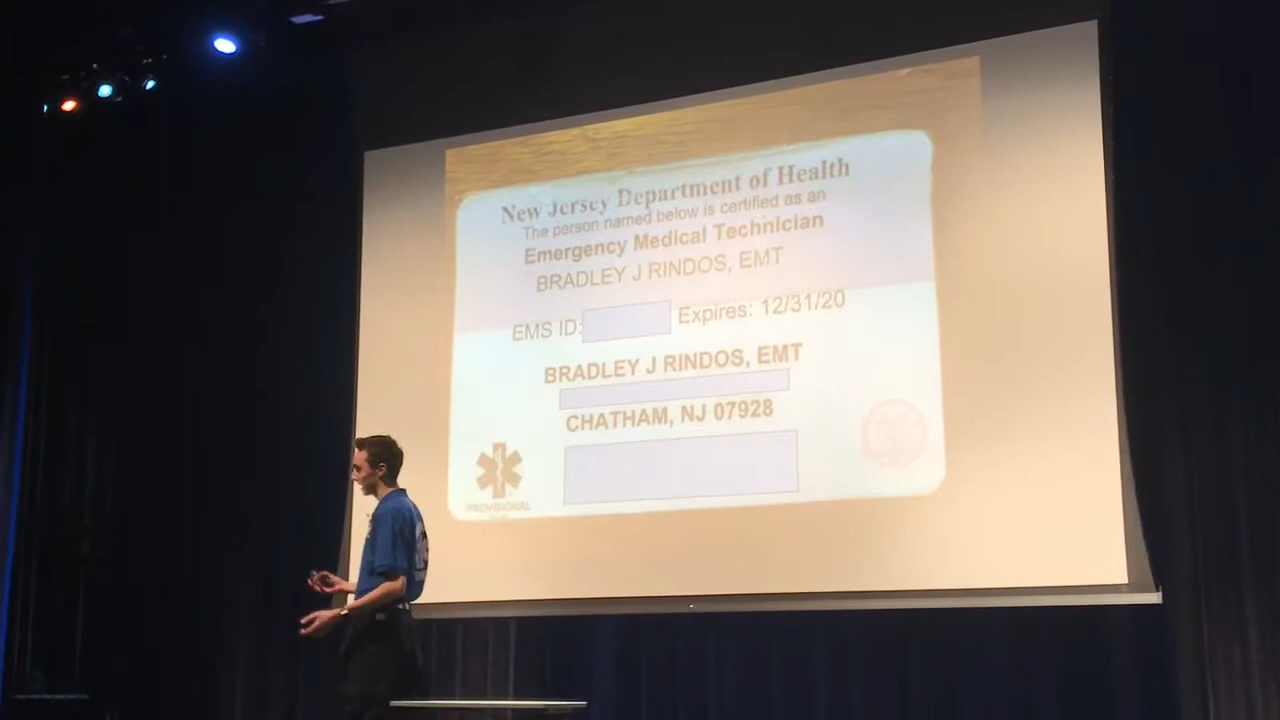 New Jersey Department of Health
The person named below is certified as an
Emergency Medical Technician
BRADLEY J RINDOS, EMT
EMS ID: Expires: 12/31/20
BRADLEY J RINDOS, EMT
CHATHAM, NJ 07928
PROVISIONAL